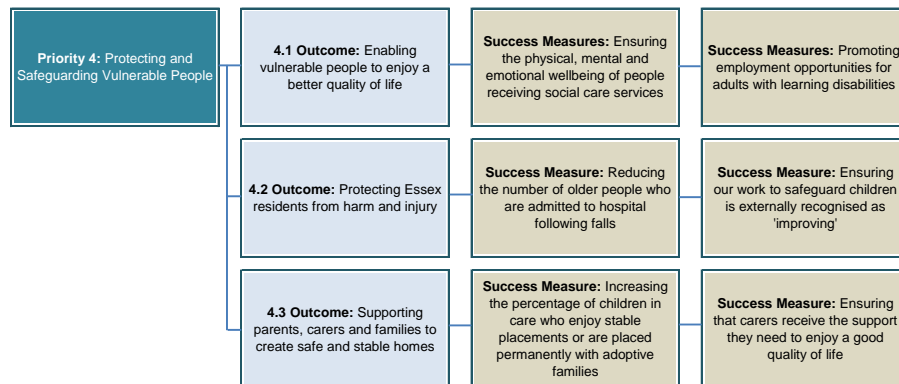 Priority 4: Protecting and
Safeguarding Vulnerable People
4.1 Outcome: Enabling
vulnerable people to enjoy a
better quality of life
Success Measures: Ensuring
the physical, mental and
emotional wellbeing of people
receiving social care services
Success Measures: Promoting
employment opportunities for
adults with learning disabilities
4.2 Outcome: Protecting Essex
residents from harm and injury
Success Measure: Reducing
the number of older people who
are admitted to hospital
following falls
Success Measure: Ensuring
our work to safeguard children
is externally recognised as
'improving'
4.3 Outcome: Supporting
parents, carers and families to
create safe and stable homes
Success Measure: Increasing
the percentage of children in
care who enjoy stable
placements or are placed
permanently with adoptive
families
Success Measure: Ensuring
that carers receive the support
they need to enjoy a good
quality of life